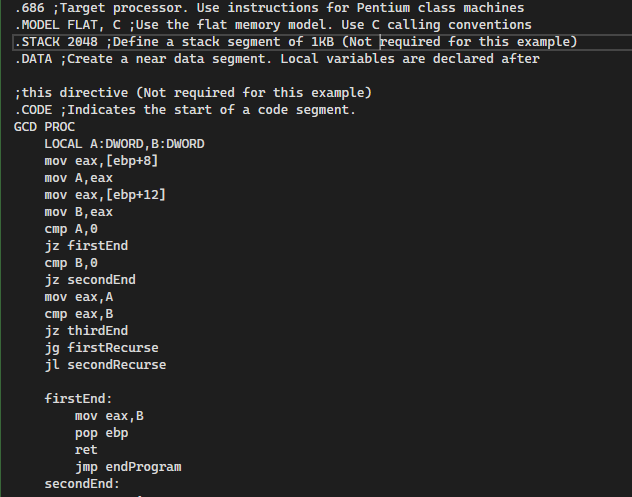 .686 ;Target processor. Use instructions for Pentium class machines
.MODEL FLAT, C ;Use the flat memory model. Use C calling conventions
.STACK 2048 ;Define a stack segment of 1KB (Not required for this example)
.DATA ;Create a near data segment. Local variables are declared after

;this directive (Not required for this example)
.CODE ;Indicates the start of a code segment.
GCD PROC
    LOCAL A:DWORD,B:DWORD
    mov eax,[ebp+8]
    mov A,eax
    mov eax,[ebp+12]
    mov B,eax
    cmp A,0
    jz firstEnd
    cmp B,0
    jz secondEnd
    mov eax,A
    cmp eax,B
    jz thirdEnd
    jg firstRecurse
    jl secondRecurse

    firstEnd:
        mov eax,B
        pop ebp
        ret
        jmp endProgram
    secondEnd: